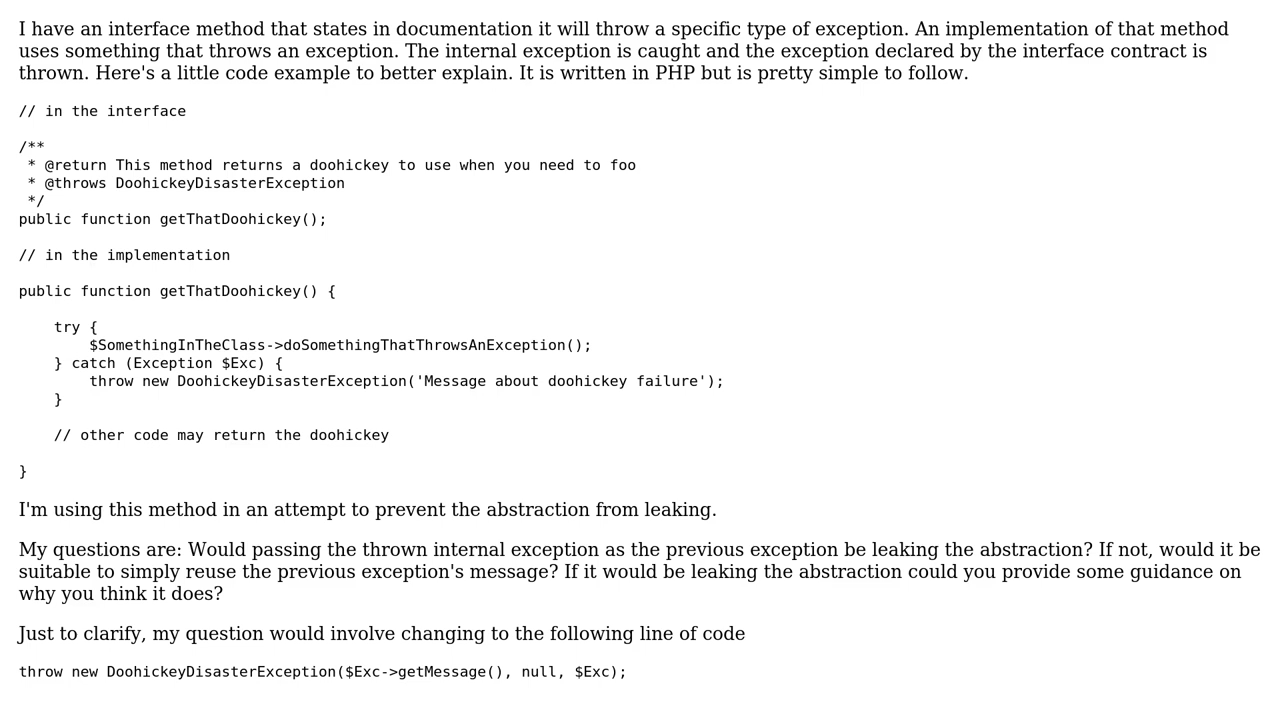 I have an interface method that states in documentation it will throw a specific type of exception. An implementation of that method
uses something that throws an exception. The internal exception is caught and the exception declared by the interface contract is
thrown. Here's a little code example to better explain. It is written in PHP but is pretty simple to follow.
// in the interface
/**
 * @return This method returns a doohickey to use when you need to foo
 * @throws DoohickeyDisasterException
 */
public function getThatDoohickey();
// in the implementation
public function getThatDoohickey() {
    try {
        $SomethingInTheClass->doSomethingThatThrowsAnException();
    } catch (Exception $Exc) {
        throw new DoohickeyDisasterException('Message about doohickey failure');
    }
    // other code may return the doohickey
}
I'm using this method in an attempt to prevent the abstraction from leaking.
My questions are: Would passing the thrown internal exception as the previous exception be leaking the abstraction? If not, would it be
suitable to simply reuse the previous exception's message? If it would be leaking the abstraction could you provide some guidance on
why you think it does?
Just to clarify, my question would involve changing to the following line of code
throw new DoohickeyDisasterException($Exc->getMessage(), null, $Exc);